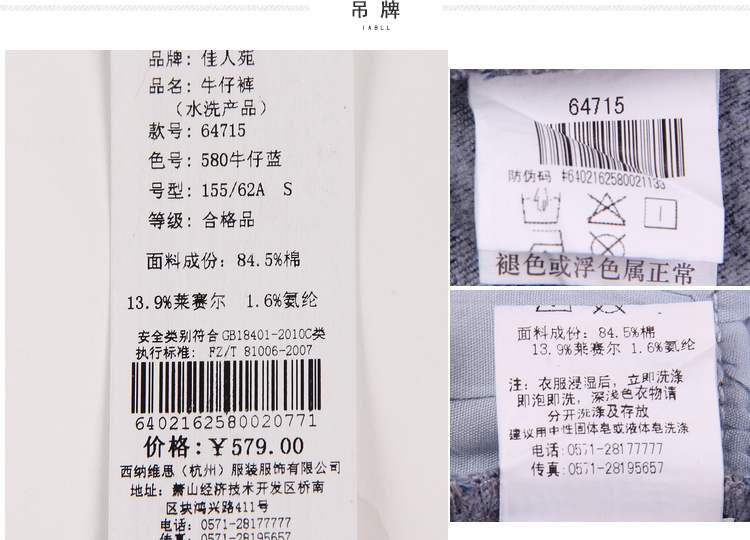 吊牌
IABLL
品牌: 佳人苑
品名: 牛仔裤
（水洗产品）
款号: 64715
色号: 580牛仔蓝
号型: 155/62A S
等级: 合格品
面料成份: 84.5%棉
13.9%莱赛尔 1.6%氨纶
安全类别符合GB18401-2010C类
执行标准: FZ/T 81006-2007
6402162580020771
价格:￥579.00
西纳维思（杭州）服装服饰有限公司
地址: 萧山经济技术开发区桥南
区块鸿兴路411号
电话: 0571-28177777
传真: 0571-28195657
64715
防伪码 #6402162580021133
褪色或浮色属正常
面料成份: 84.5%棉
13.9%莱赛尔 1.6%氨纶
注: 衣服浸湿后, 立即洗涤
即泡即洗, 深浅色衣物请
分开洗涤及存放
建议用中性固体皂或液体皂洗涤
电话:0571-28177777
传真:0571-28195657